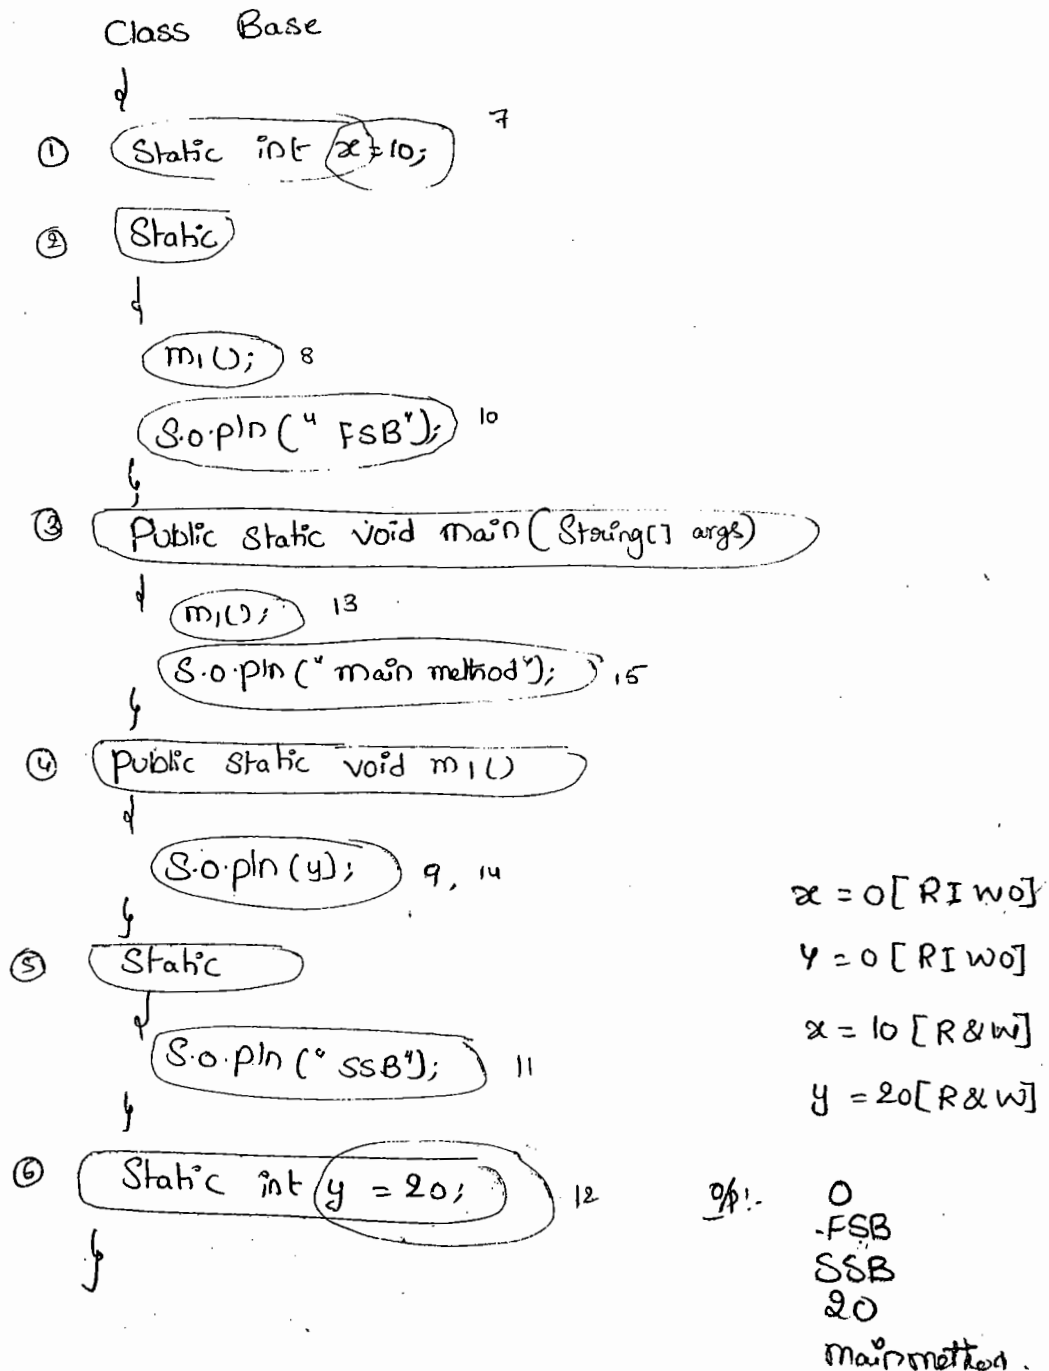 Class Base
{
① Static int x=10; 7
② Static
{
m1(); 8
S.o.pln("FSB"); 10
}
③ Public static void main(String[] args)
{
m1(); 13
S.o.pln("main method"); 15
}
④ public static void m1()
{
S.o.pln(y); 9, 14
}
⑤ Static
{
S.o.pln("SSB"); 11
}
⑥ Static int y = 20; 12
}
x = 0 [RIWO]
y = 0 [RIWO]
x = 10 [R&W]
y = 20 [R&W]
o/p:-
0
FSB
SSB
20
main method.